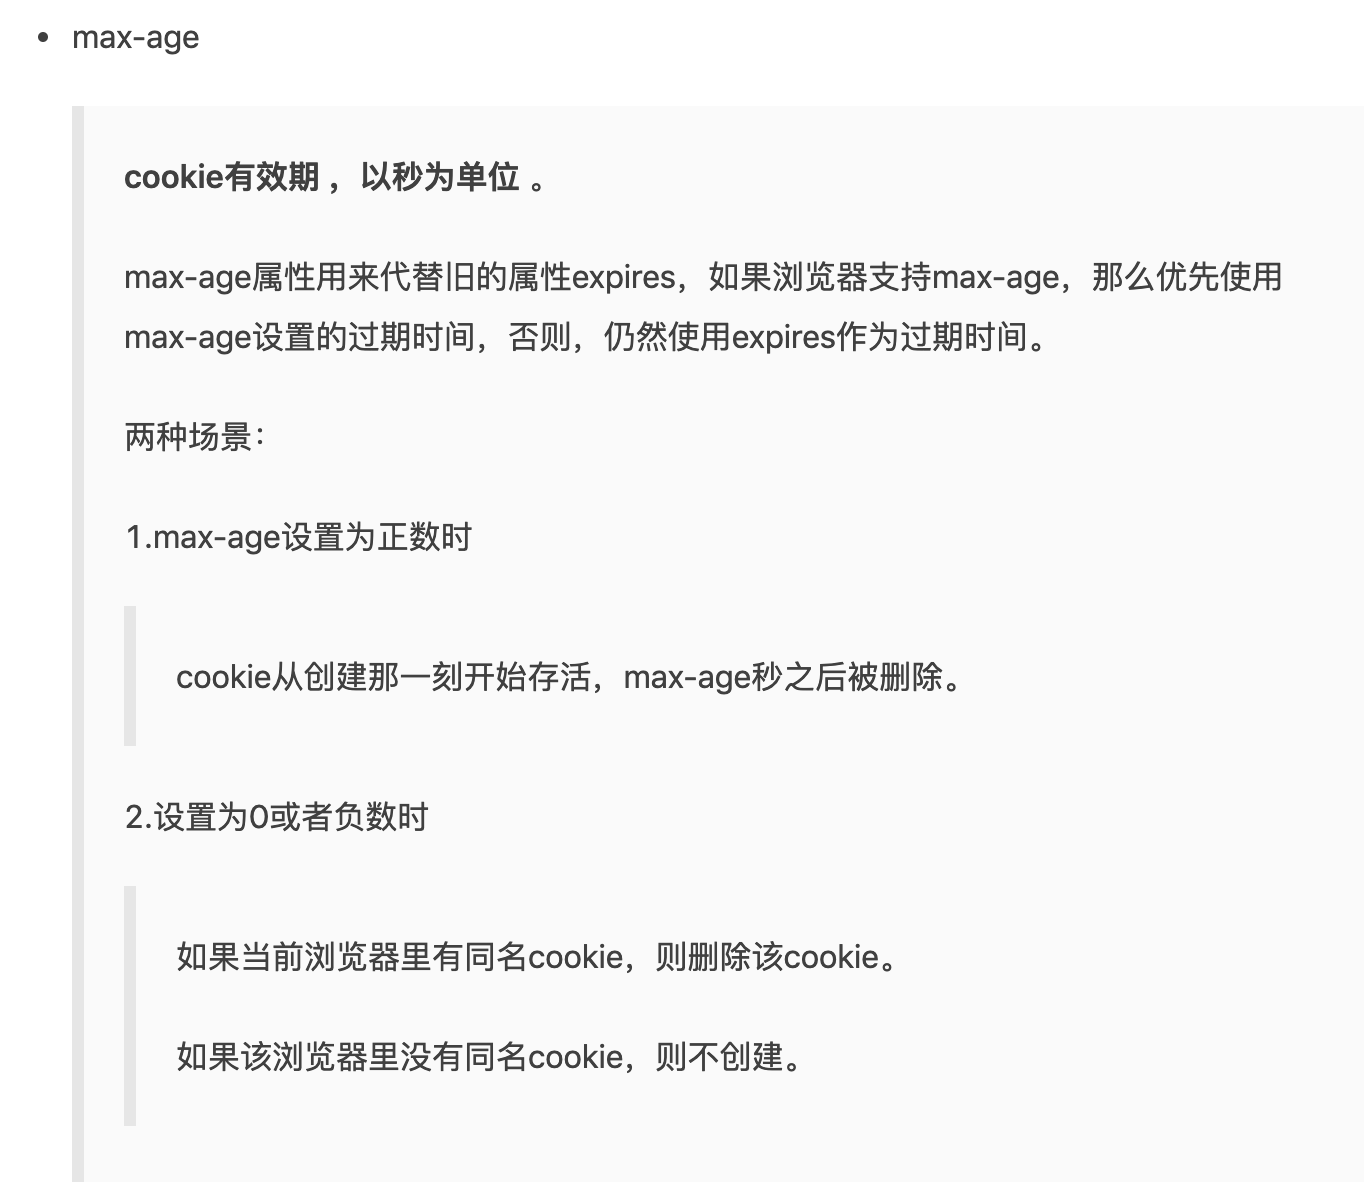 • max-age
cookie有效期 ，以秒为单位 。
max-age属性用来代替旧的属性expires，如果浏览器支持max-age，那么优先使用
max-age设置的过期时间，否则，仍然使用expires作为过期时间。
两种场景：
1.max-age设置为正数时
cookie从创建那一刻开始存活，max-age秒之后被删除。
2.设置为0或者负数时
如果当前浏览器里有同名cookie，则删除该cookie。
如果该浏览器里没有同名cookie，则不创建。